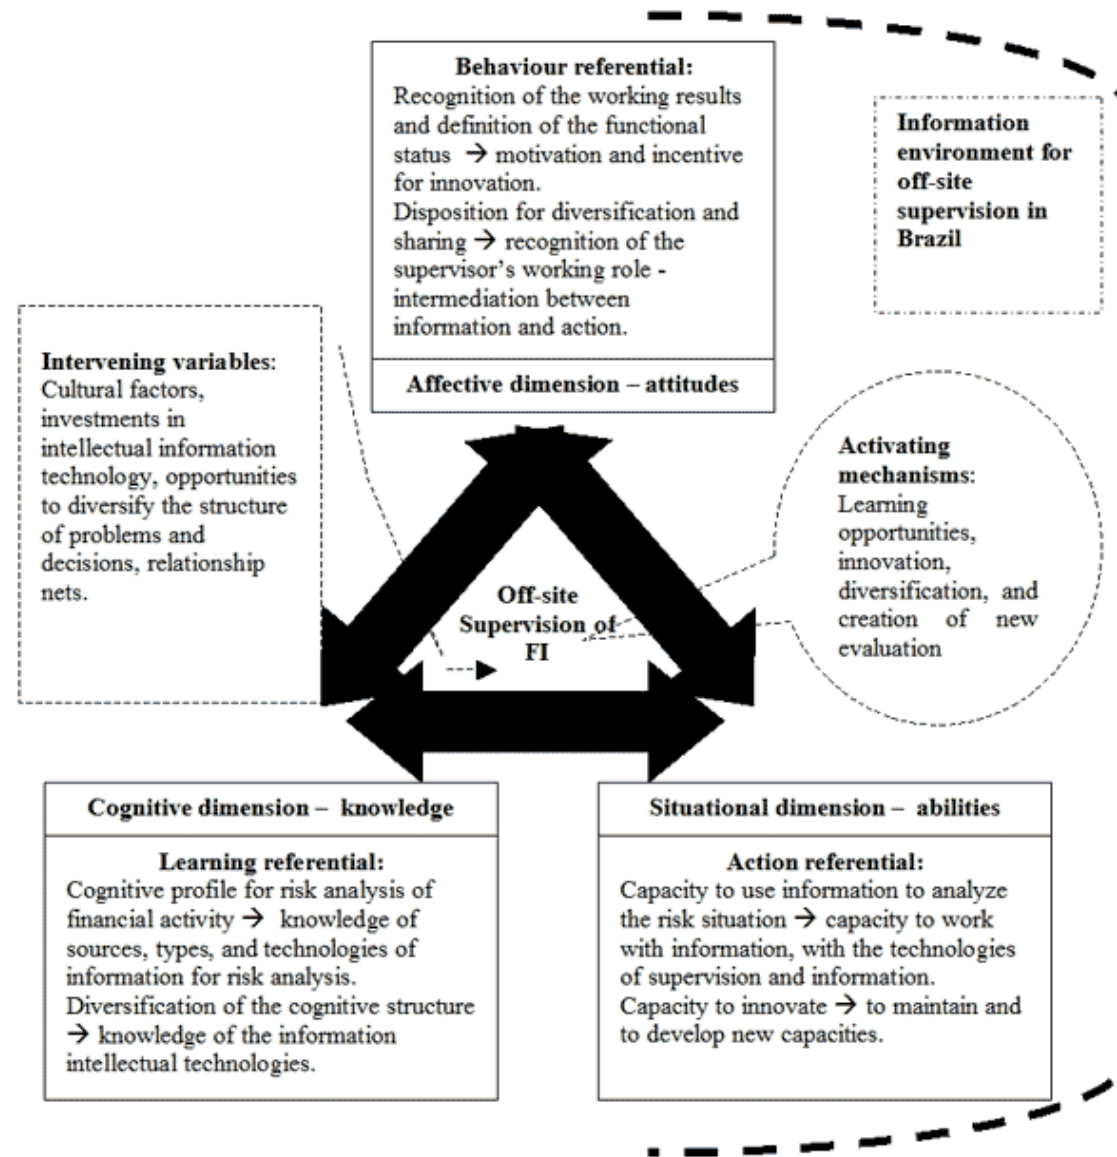 Behaviour referential:
Recognition of the working results
and definition of the functional
status → motivation and incentive
for innovation.
Disposition for diversification and
sharing → recognition of the
supervisor's working role -
intermediation between
information and action.
Affective dimension – attitudes
Information
environment for
off-site
supervision in
Brazil
Intervening variables:
Cultural factors,
investments in
intellectual information
technology, opportunities
to diversify the structure
of problems and
decisions, relationship
nets.
Activating
mechanisms:
Learning
opportunities,
innovation,
diversification, and
creation of new
evaluation
Off-site
Supervision of
FI
Cognitive dimension – knowledge
Learning referential:
Cognitive profile for risk analysis of
financial activity → knowledge of
sources, types, and technologies of
information for risk analysis.
Diversification of the cognitive structure
→ knowledge of the information
intellectual technologies.
Situational dimension – abilities
Action referential:
Capacity to use information to analyze
the risk situation → capacity to work
with information, with the technologies
of supervision and information.
Capacity to innovate → to maintain and
to develop new capacities.